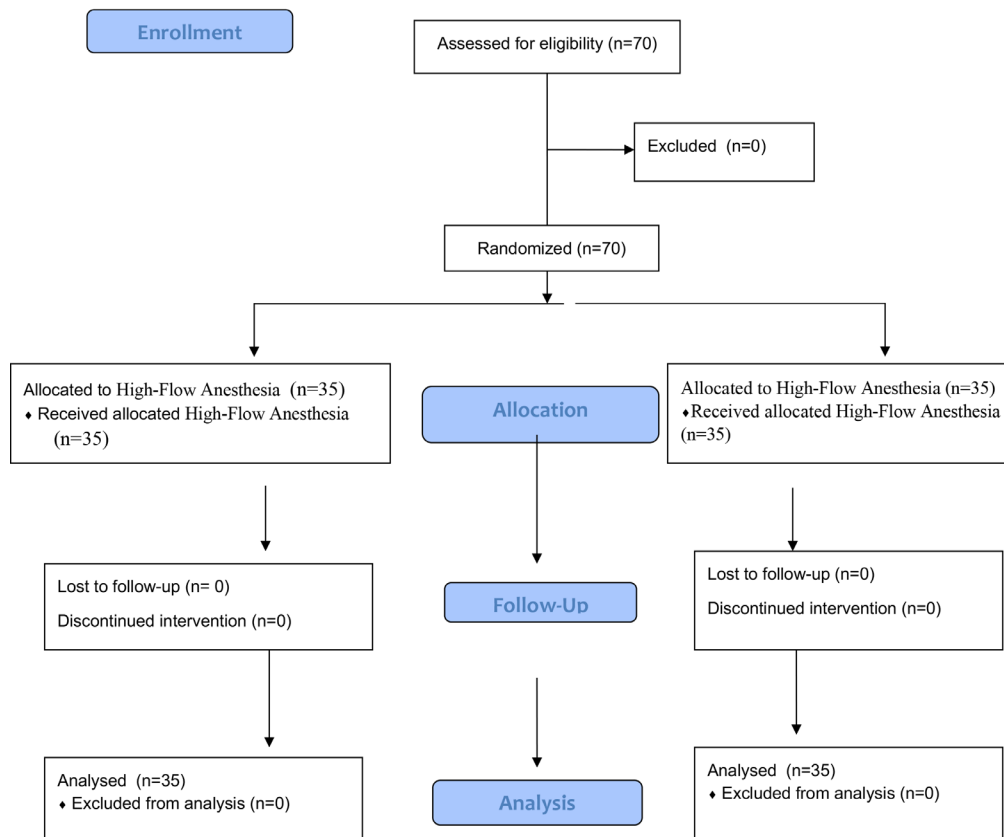 Enrollment
Assessed for eligibility (n=70)
Excluded (n=0)
Randomized (n=70)
Allocated to High-Flow Anesthesia (n=35)
♦ Received allocated High-Flow Anesthesia
(n=35)
Allocation
Allocated to High-Flow Anesthesia (n=35)
♦Received allocated High-Flow Anesthesia
(n=35)
Lost to follow-up (n= 0)
Discontinued intervention (n=0)
Follow-Up
Lost to follow-up (n=0)
Discontinued intervention (n=0)
Analysed (n=35)
♦ Excluded from analysis (n=0)
Analysis
Analysed (n=35)
♦ Excluded from analysis (n=0)